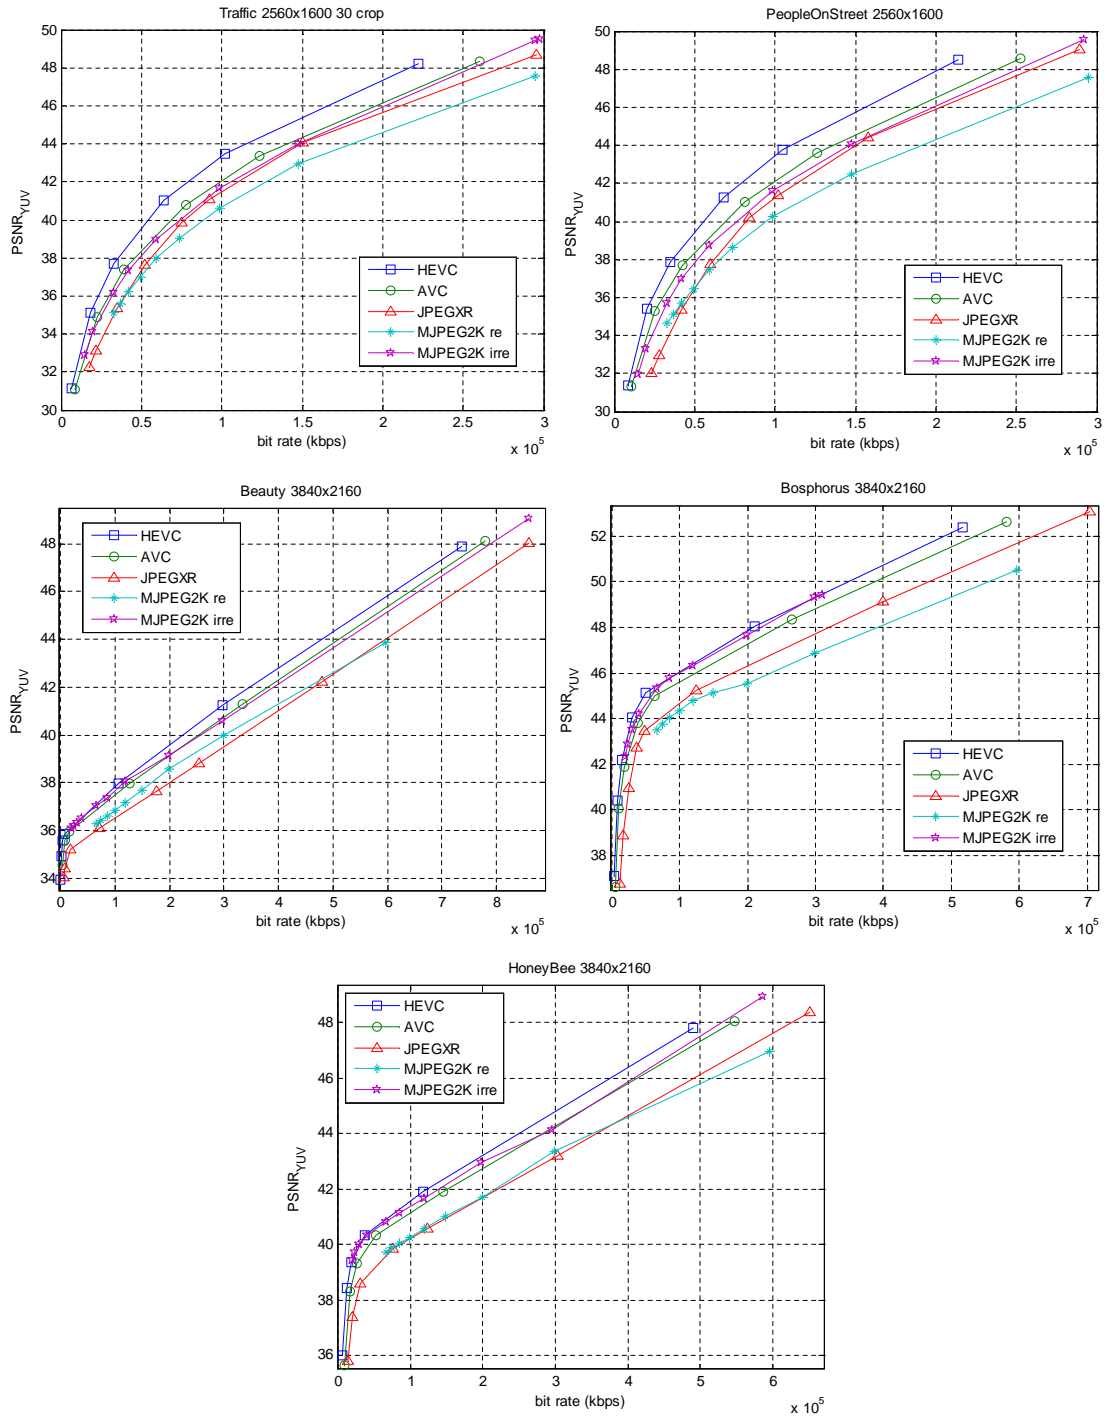 Traffic 2560x1600 30 crop
50
48
46
44
42
40
38
36
34
32
30
PSNR_YUV
HEVC
AVC
JPEGXR
MJPEG2K re
MJPEG2K irre
0 0.5 1 1.5 2 2.5 3
bit rate (kbps)
x 10^5
PeopleOnStreet 2560x1600
50
48
46
44
42
40
38
36
34
32
30
PSNR_YUV
HEVC
AVC
JPEGXR
MJPEG2K re
MJPEG2K irre
0 0.5 1 1.5 2 2.5 3
bit rate (kbps)
x 10^5
Beauty 3840x2160
48
46
44
42
40
38
36
34
PSNR_YUV
HEVC
AVC
JPEGXR
MJPEG2K re
MJPEG2K irre
0 1 2 3 4 5 6 7 8
bit rate (kbps)
x 10^5
Bosphorus 3840x2160
52
50
48
46
44
42
40
38
PSNR_YUV
HEVC
AVC
JPEGXR
MJPEG2K re
MJPEG2K irre
0 1 2 3 4 5 6 7
bit rate (kbps)
x 10^5
HoneyBee 3840x2160
48
46
44
42
40
38
36
PSNR_YUV
HEVC
AVC
JPEGXR
MJPEG2K re
MJPEG2K irre
0 1 2 3 4 5 6
bit rate (kbps)
x 10^5